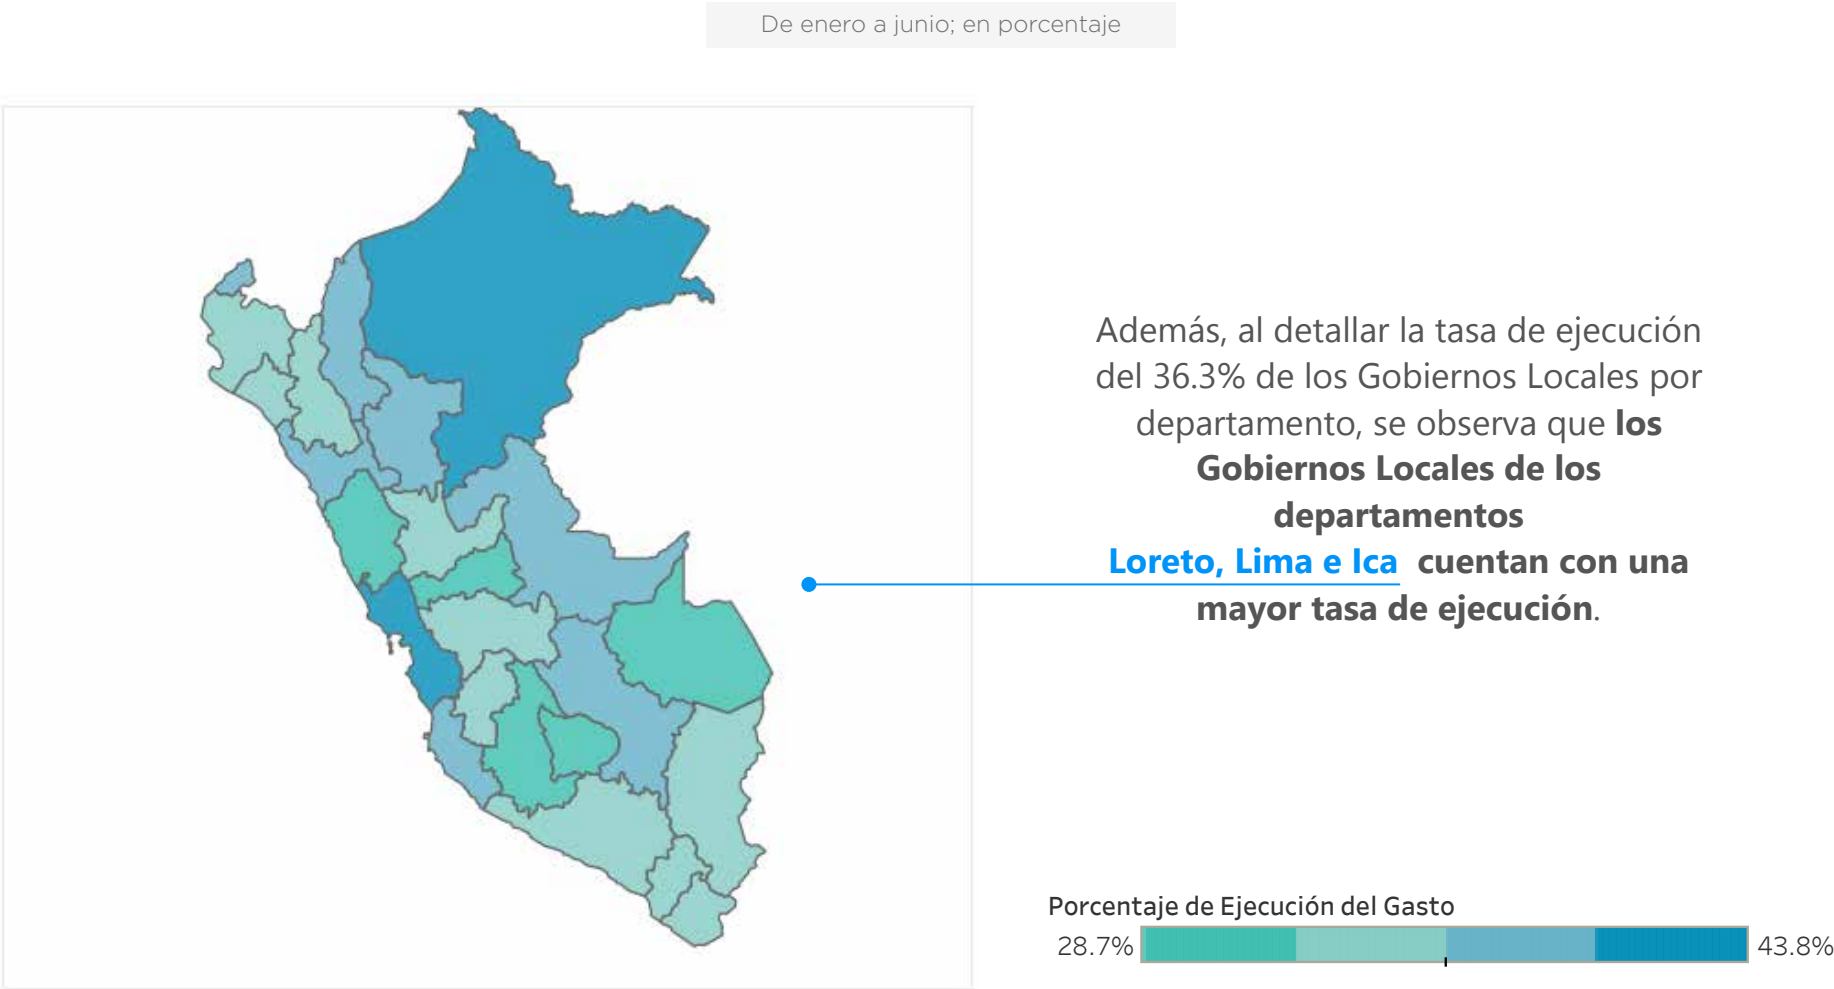 De enero a junio; en porcentaje
Además, al detallar la tasa de ejecución
del 36.3% de los Gobiernos Locales por
departamento, se observa que los
Gobiernos Locales de los
departamentos
Loreto, Lima e Ica cuentan con una
mayor tasa de ejecución.
Porcentaje de Ejecución del Gasto
28.7% 43.8%